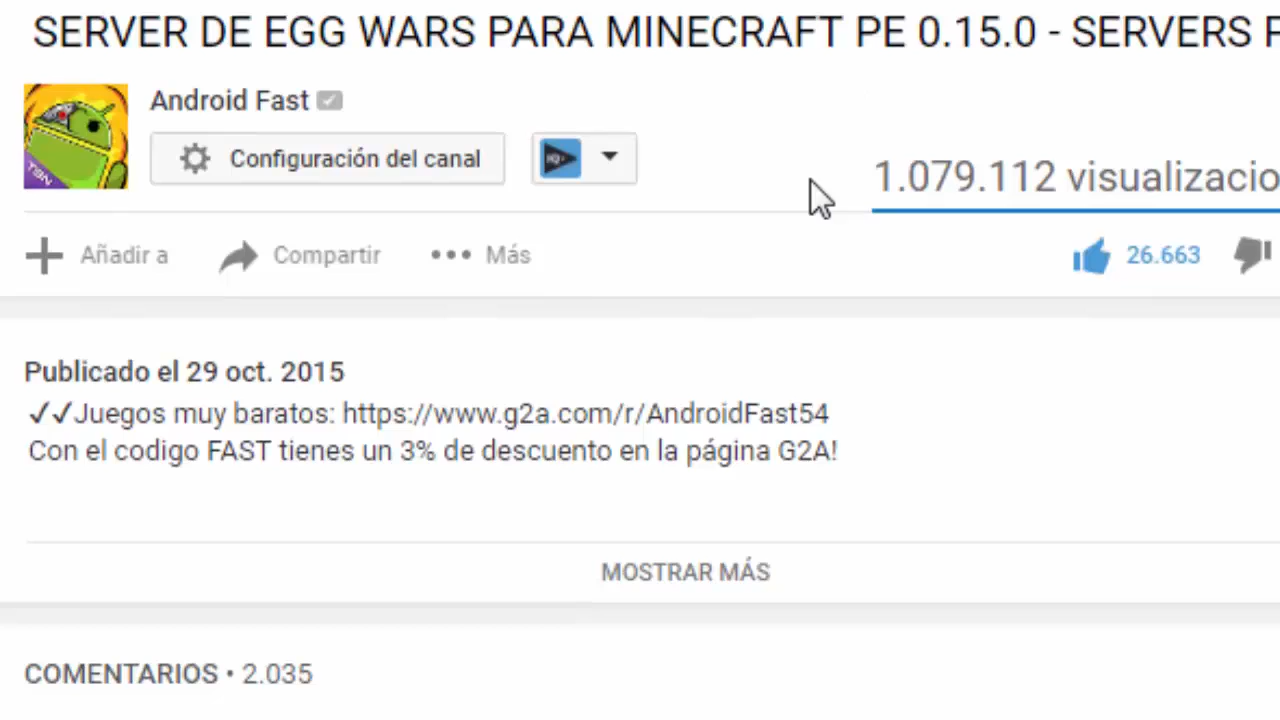 SERVER DE EGG WARS PARA MINECRAFT PE 0.15.0 - SERVERS
Android Fast
Configuración del canal
1.079.112 visualizacio
Añadir a
Compartir
Más
26.663
Publicado el 29 oct. 2015
✓✓Juegos muy baratos: https://www.g2a.com/r/AndroidFast54
Con el codigo FAST tienes un 3% de descuento en la página G2A!
MOSTRAR MÁS
COMENTARIOS • 2.035